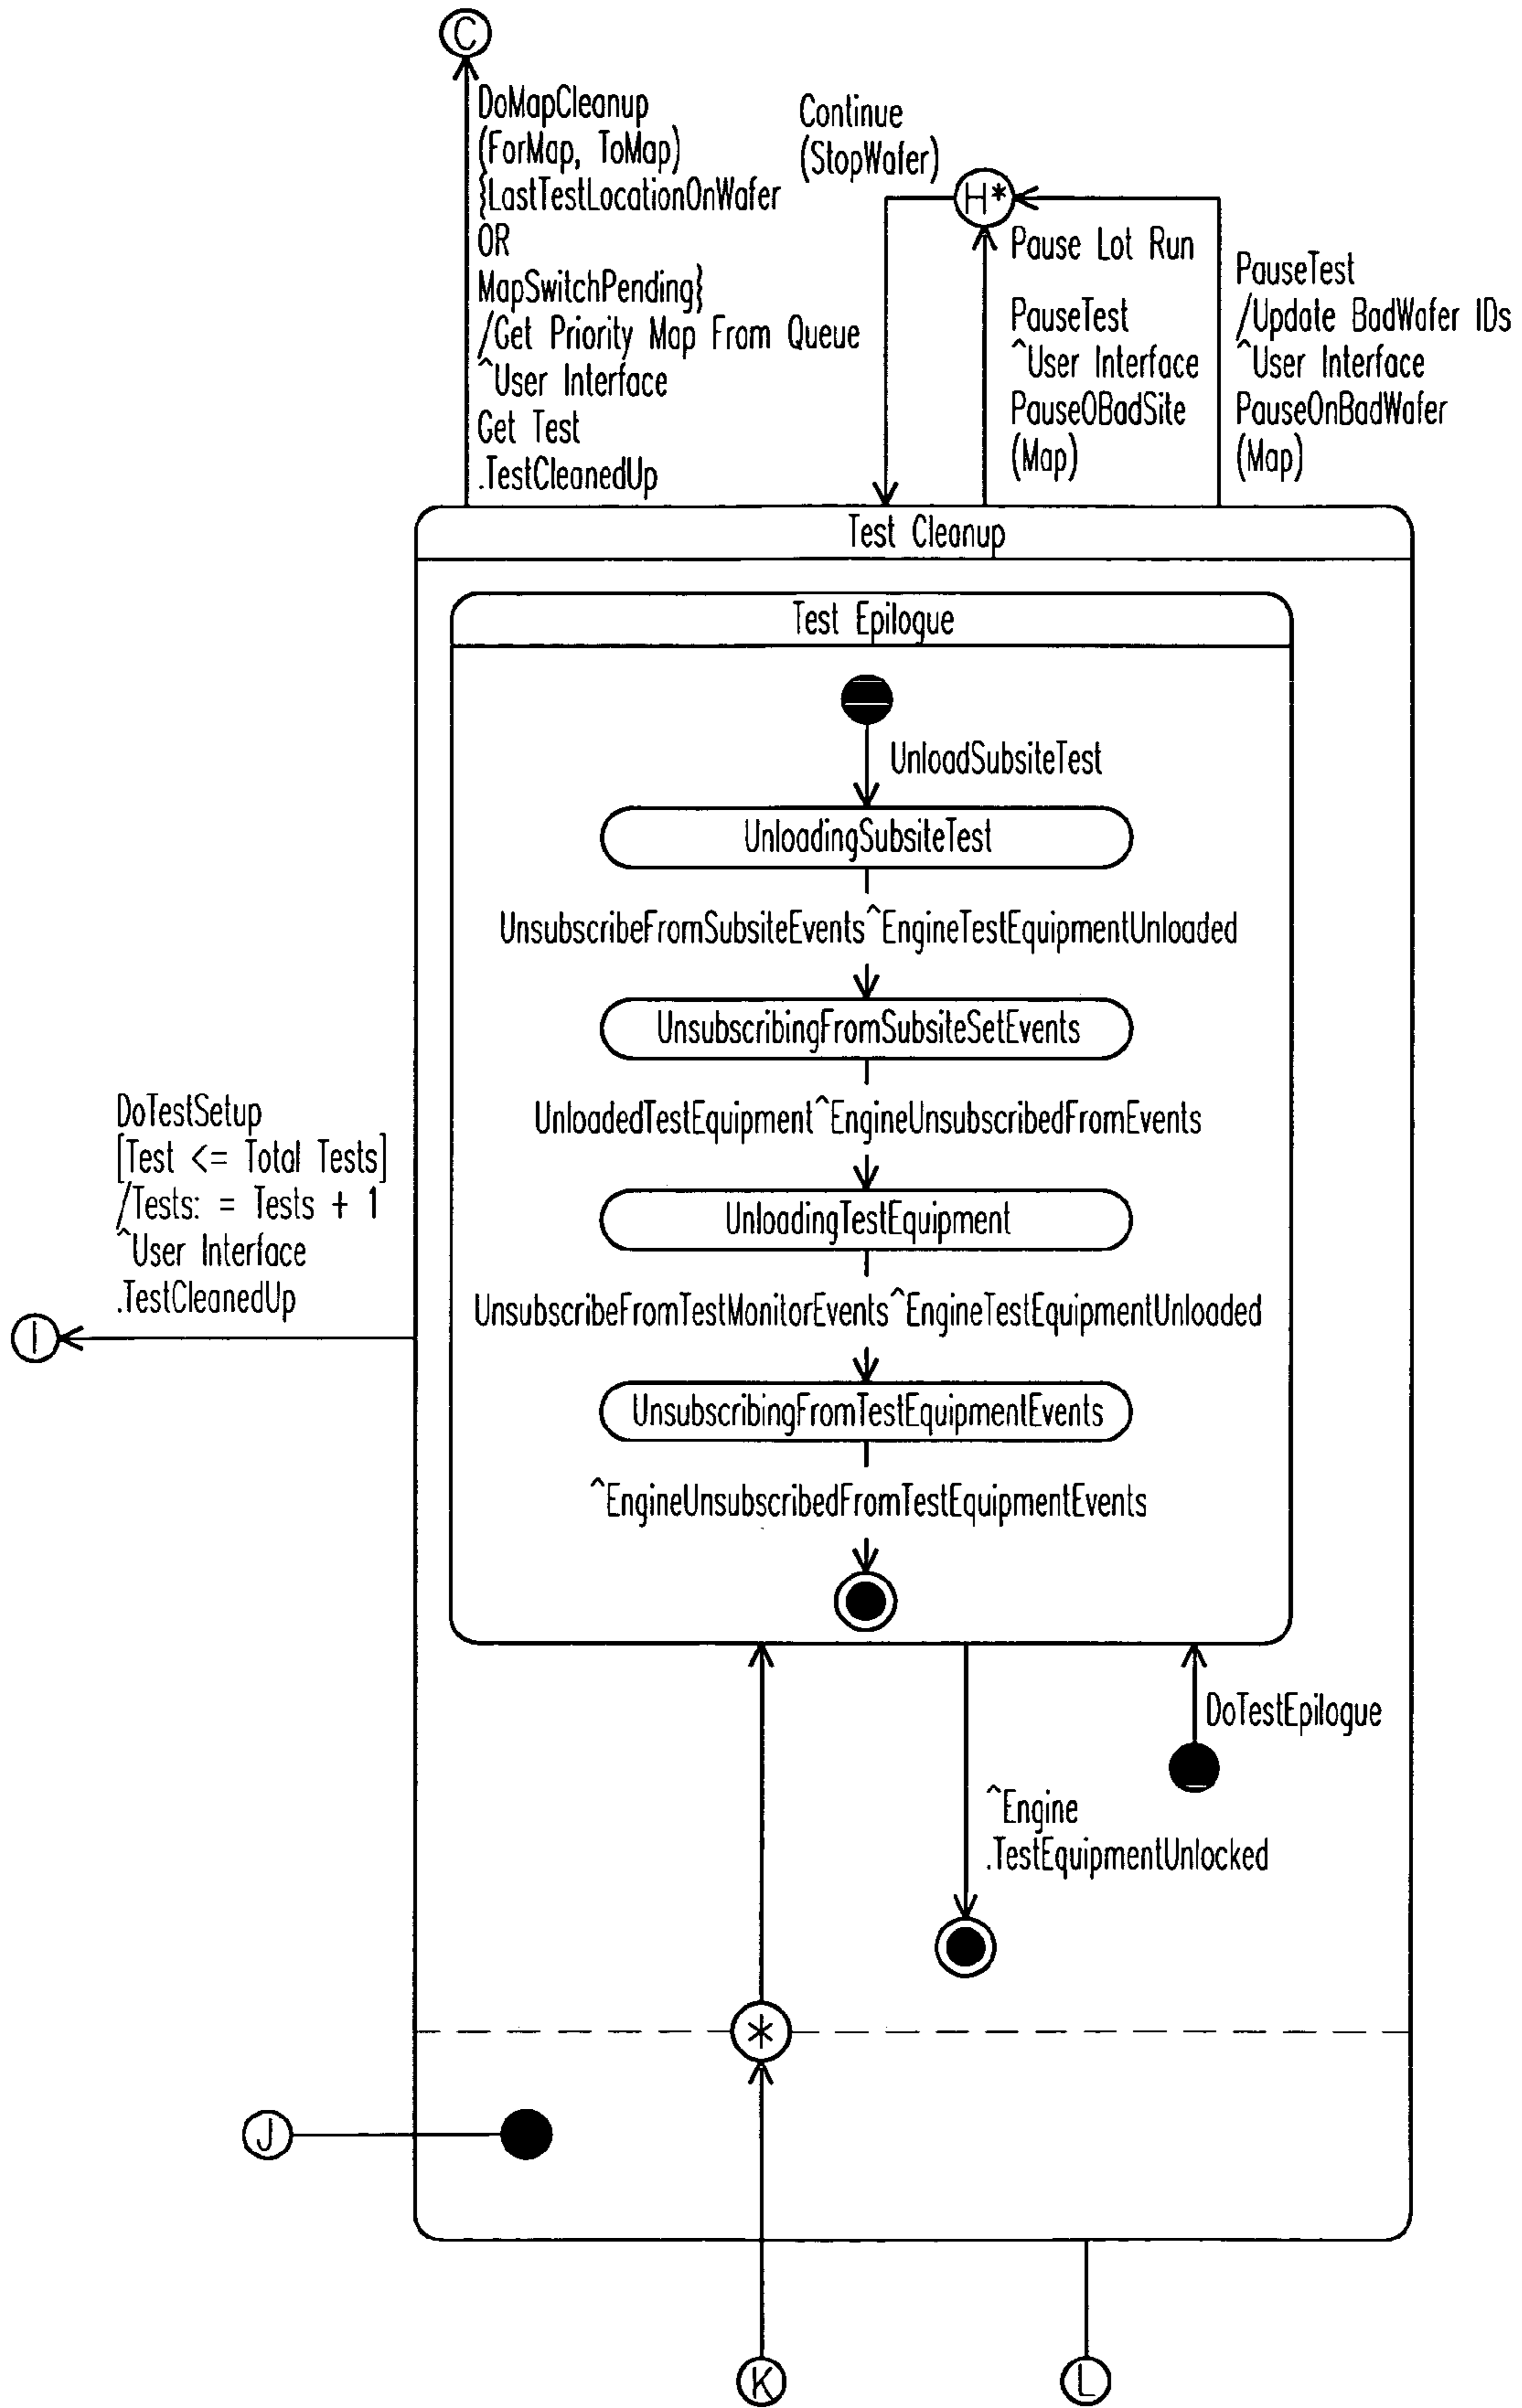 C
DoMapCleanup
(ForMap, ToMap)
{LastTestLocationOnWafer
OR
MapSwitchPending}
/Get Priority Map From Queue
^User Interface
Get Test
.TestCleanedUp
Continue
(StopWafer)
H*
Pause Lot Run
PauseTest
^User Interface
PauseOBadSite
(Map)
PauseTest
/Update BadWafer IDs
^User Interface
PauseOnBadWafer
(Map)
Test Cleanup
Test Epilogue
UnloadSubsiteTest
UnloadingSubsiteTest
UnsubscribeFromSubsiteEvents^EngineTestEquipmentUnloaded
UnsubscribingFromSubsiteSetEvents
UnloadedTestEquipment^EngineUnsubscribedFromEvents
UnloadingTestEquipment
UnsubscribeFromTestMonitorEvents^EngineTestEquipmentUnloaded
UnsubscribingFromTestEquipmentEvents
^EngineUnsubscribedFromTestEquipmentEvents
DoTestSetup
[Test <= Total Tests]
/Tests: = Tests + 1
^User Interface
.TestCleanedUp
I
DoTestEpilogue
^Engine
.TestEquipmentUnlocked
*
J
K
L